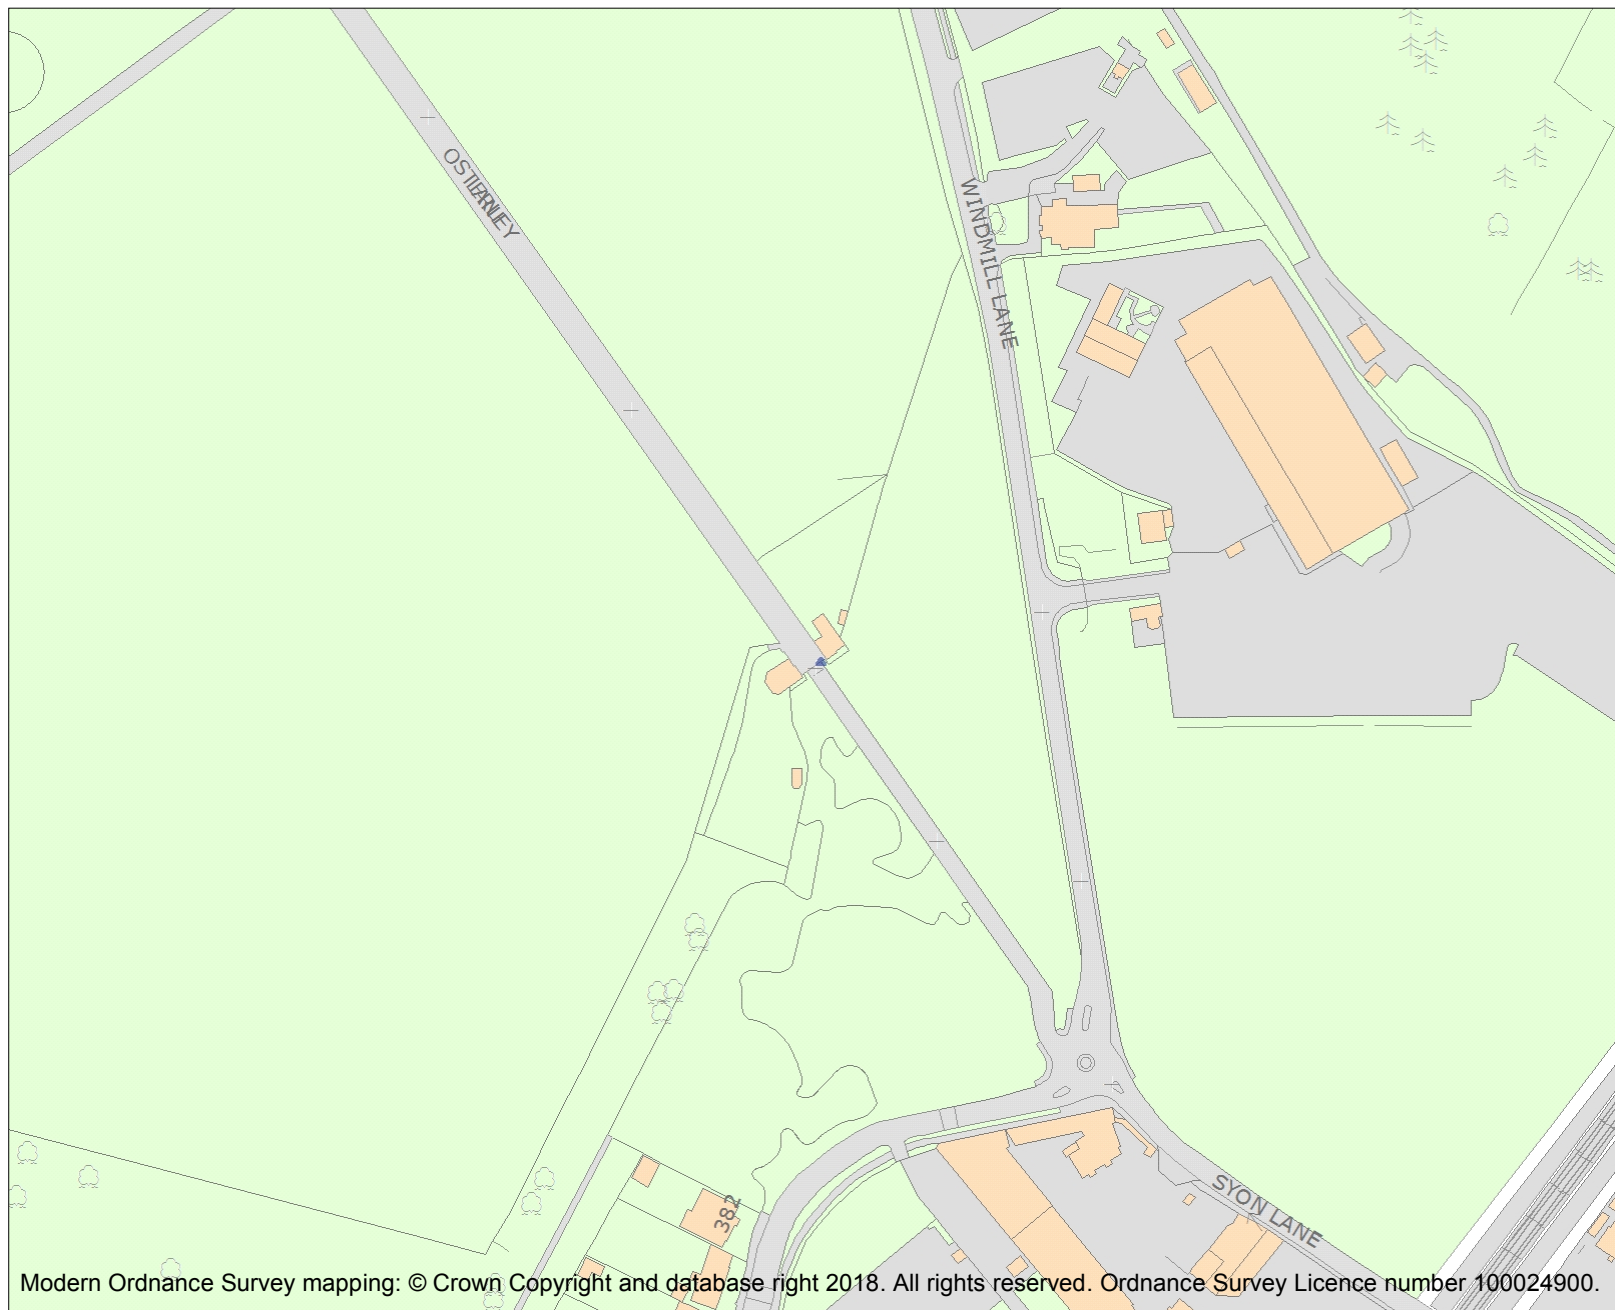 WINDMILL LANE
SYON LANE
382
Modern Ordnance Survey mapping: © Crown Copyright and database right 2018. All rights reserved. Ordnance Survey Licence number 100024900.